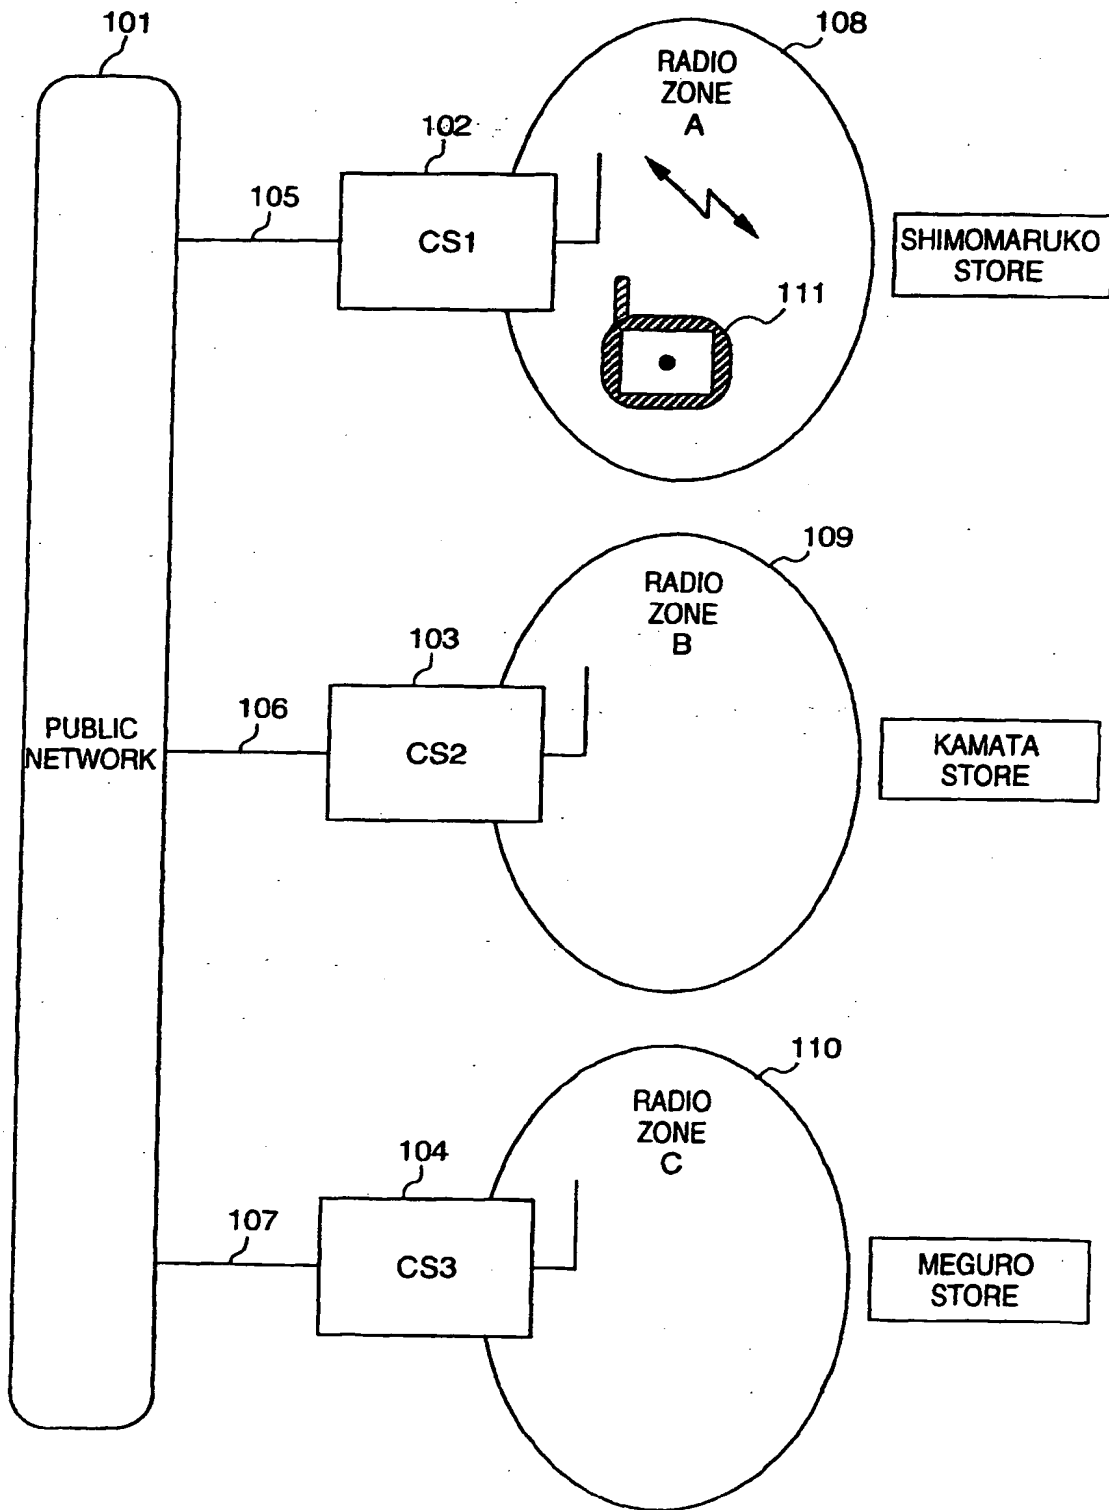 101
108
RADIO
ZONE
A
102
105
CS1
SHIMOMARUKO
STORE
111
109
RADIO
ZONE
B
103
106
PUBLIC
NETWORK
CS2
KAMATA
STORE
110
RADIO
ZONE
C
104
107
CS3
MEGURO
STORE